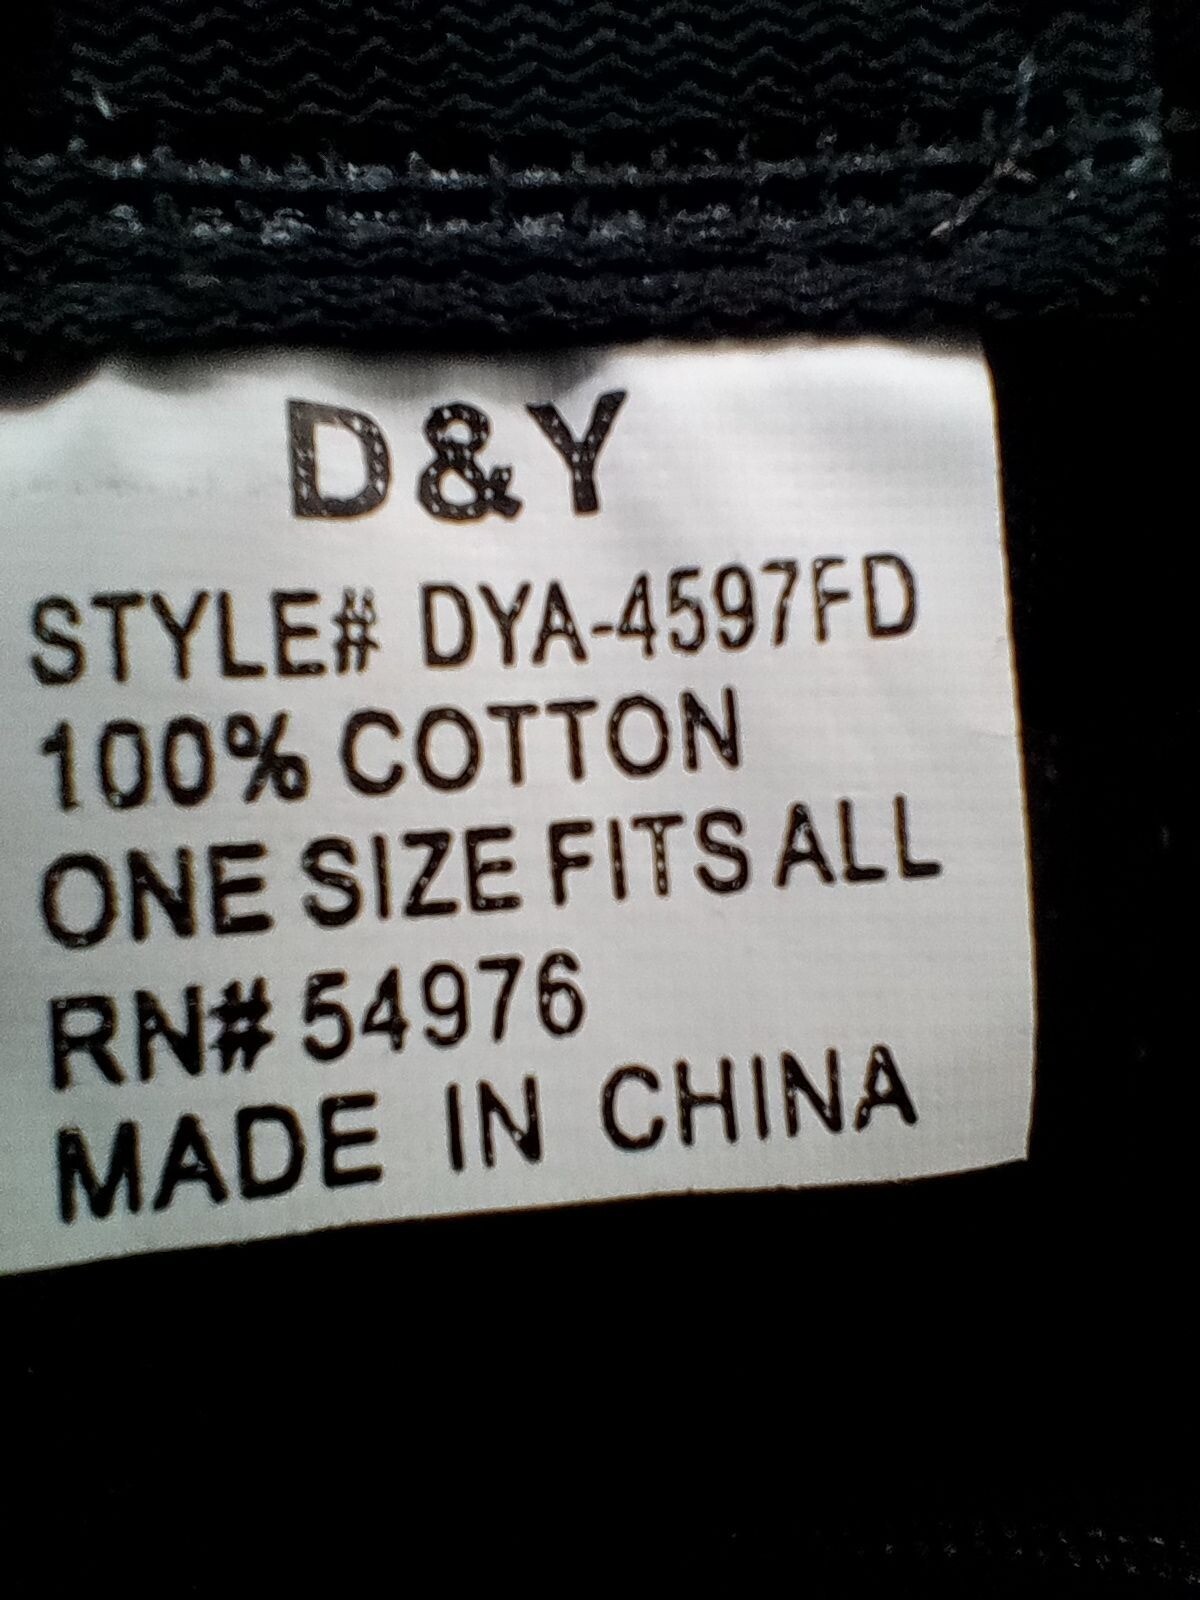 D&Y
STYLE# DYA-4597FD
100% COTTON
ONE SIZE FITS ALL
RN# 54976
MADE IN CHINA